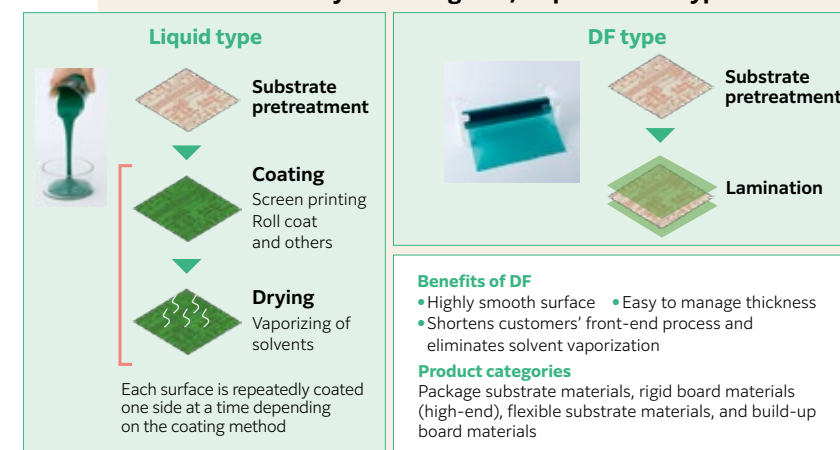 Liquid type
Substrate
pretreatment
Coating
Screen printing
Roll coat
and others
Drying
Vaporizing of
solvents
Each surface is repeatedly coated
one side at a time depending
on the coating method
DF type
Substrate
pretreatment
Lamination
Benefits of DF
•Highly smooth surface •Easy to manage thickness
•Shortens customers’ front-end process and
eliminates solvent vaporization
Product categories
Package substrate materials, rigid board materials
(high-end), flexible substrate materials, and build-up
board materials